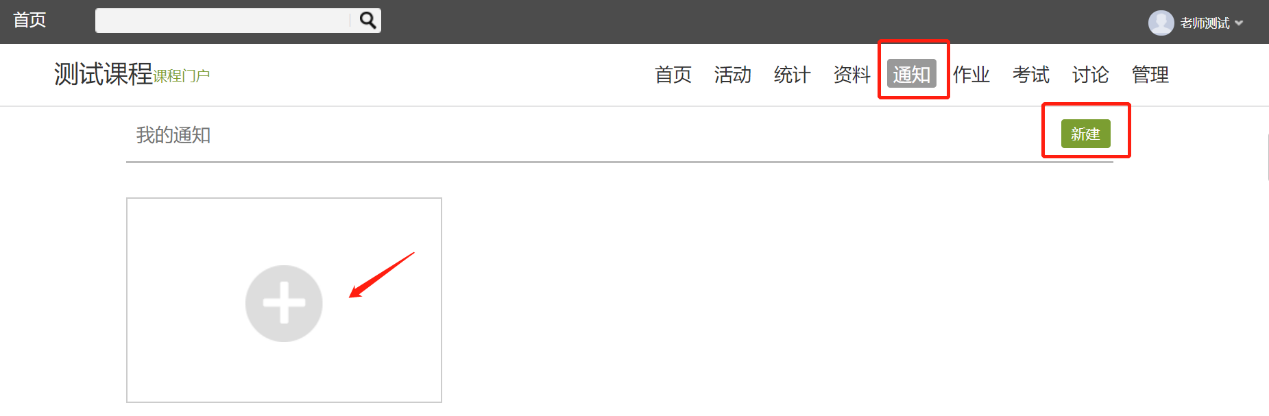 首页
老师测试
测试课程课程门户
首页 活动 统计 资料 通知 作业 考试 讨论 管理
我的通知
新建